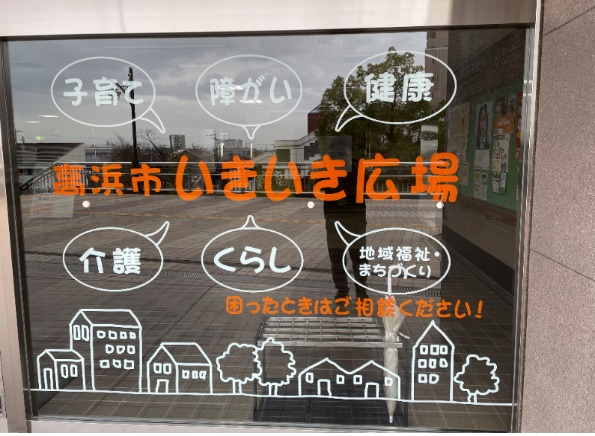 子育て
障がい
健康
高浜市いきいき広場
介護
くらし
地域福祉・
まちづくり
困ったときはご相談ください!